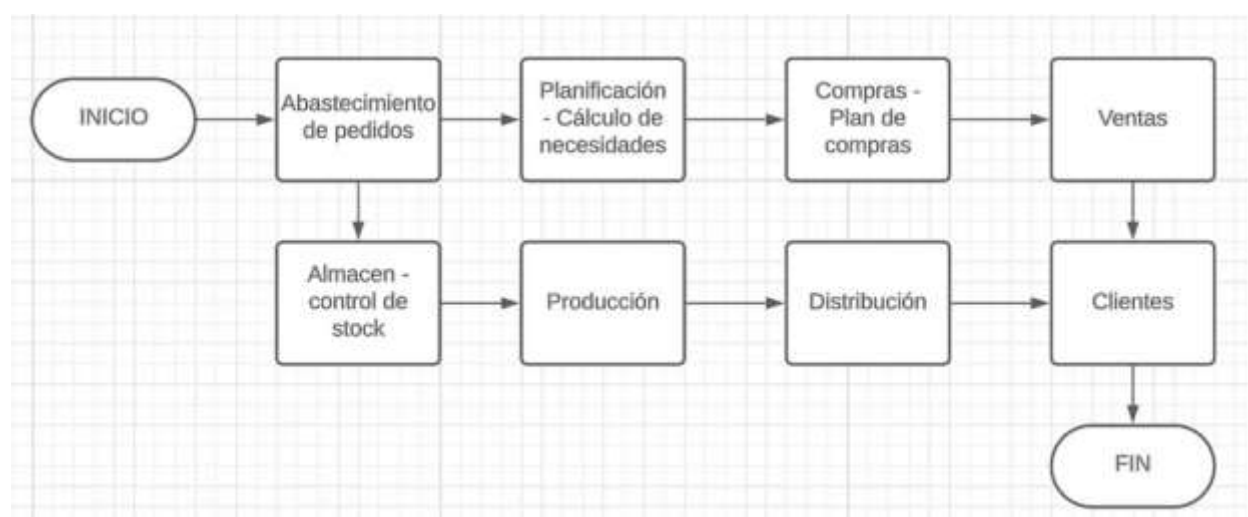 INICIO
Abastecimiento
de pedidos
Planificación
- Cálculo de
necesidades
Compras -
Plan de
compras
Ventas
Almacen -
control de
stock
Producción
Distribución
Clientes
FIN